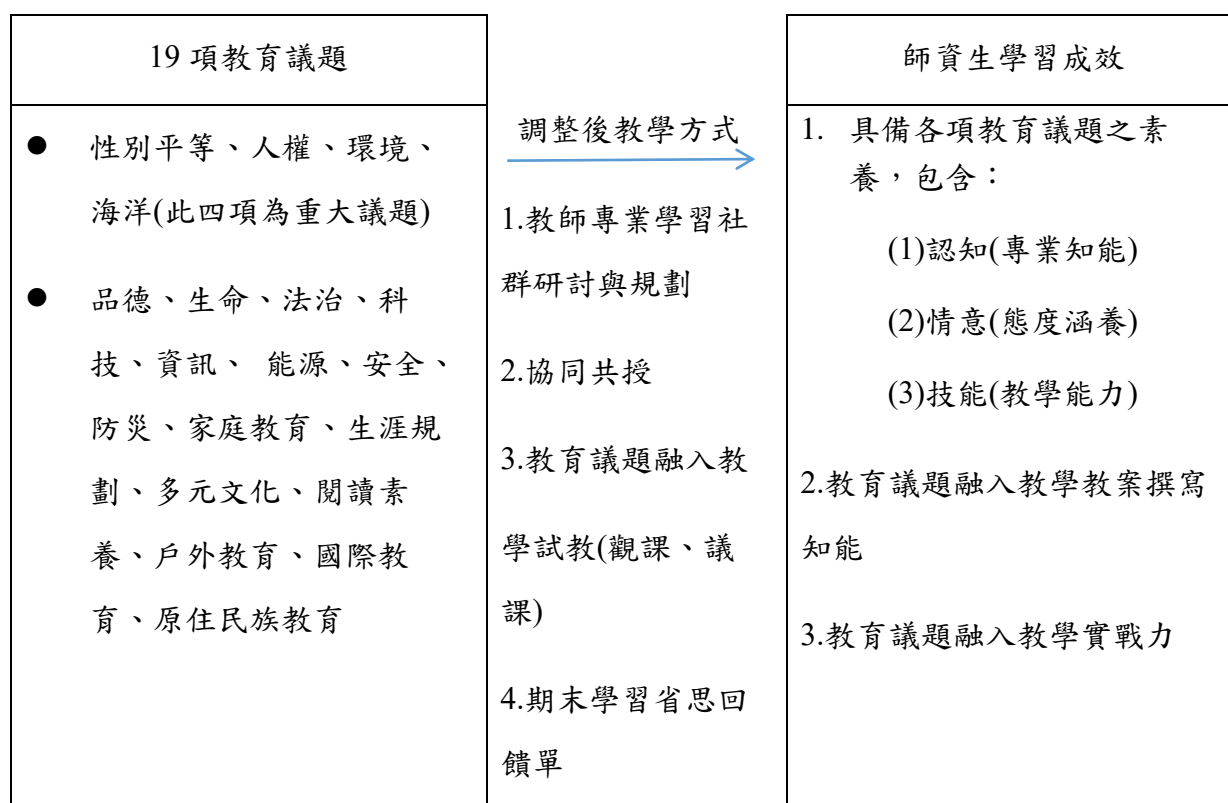 19 項教育議題
● 性別平等、人權、環境、
海洋(此四項為重大議題)
● 品德、生命、法治、科
技、資訊、 能源、安全、
防災、家庭教育、生涯規
劃、多元文化、閱讀素
養、戶外教育、國際教
育、原住民族教育
調整後教學方式
1.教師專業學習社
群研討與規劃
2.協同共授
3.教育議題融入教
學試教(觀課、議
課)
4.期末學習省思回
饋單
師資生學習成效
1. 具備各項教育議題之素
養，包含：
(1)認知(專業知能)
(2)情意(態度涵養)
(3)技能(教學能力)
2.教育議題融入教學教案撰寫
知能
3.教育議題融入教學實戰力